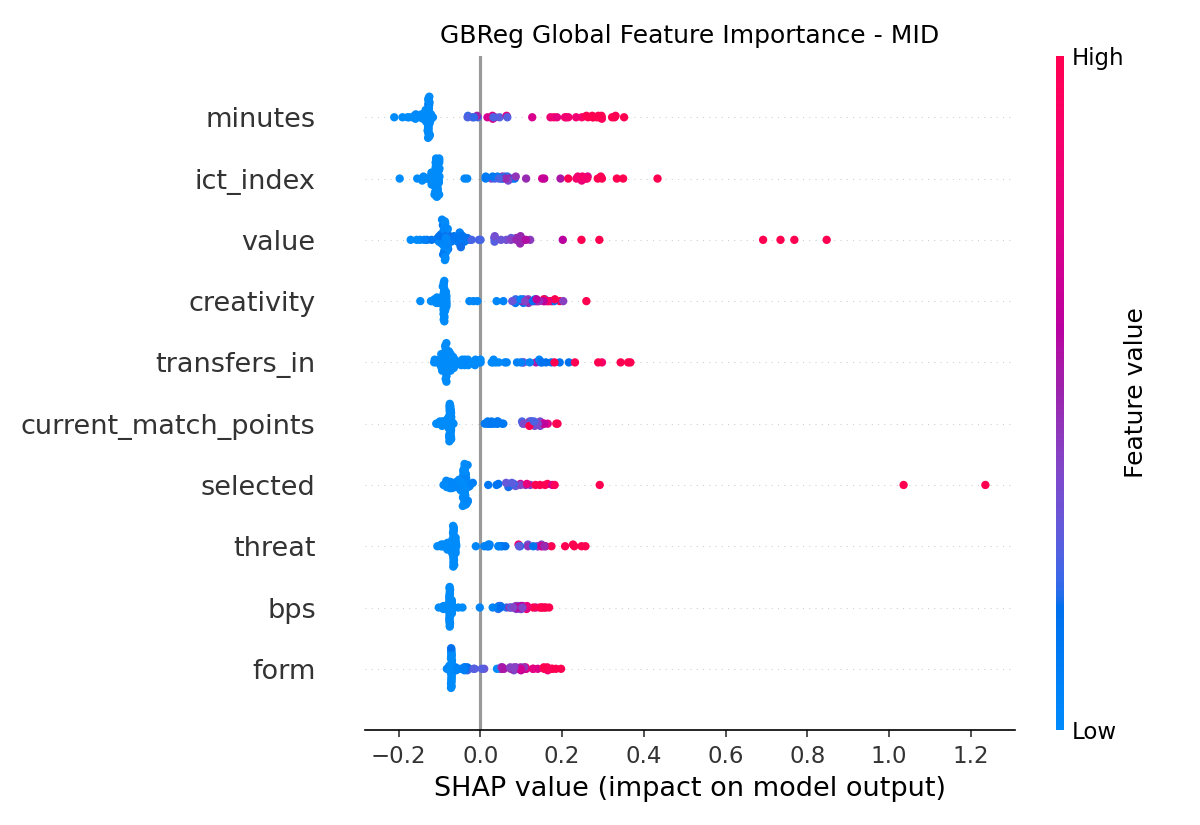 GBReg Global Feature Importance - MID
High
minutes
ict_index
value
creativity
transfers_in
current_match_points
selected
threat
bps
form
Feature value
Low
−0.2 0.0 0.2 0.4 0.6 0.8 1.0 1.2
SHAP value (impact on model output)